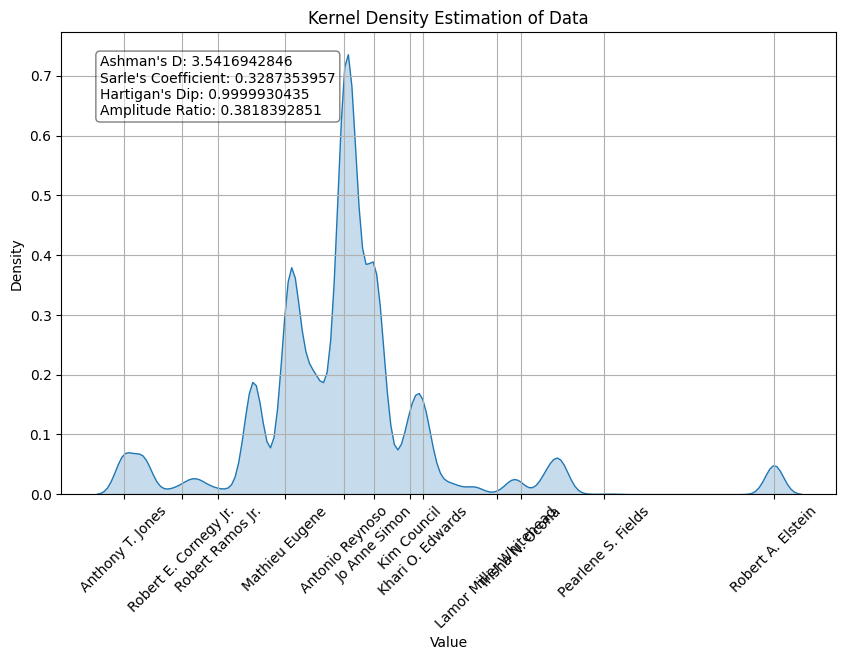 Kernel Density Estimation of Data
Ashman's D: 3.5416942846
Sarle's Coefficient: 0.3287353957
Hartigan's Dip: 0.9999930435
Amplitude Ratio: 0.3818392851
Density
0.7
0.6
0.5
0.4
0.3
0.2
0.1
0.0
Anthony T. Jones
Robert E. Cornegy Jr.
Robert Ramos Jr.
Mathieu Eugene
Antonio Reynoso
Jo Anne Simon
Kim Council
Khari O. Edwards
Lamor Miller-Whitehead
Pearlene S. Fields
Robert A. Elstein
Value